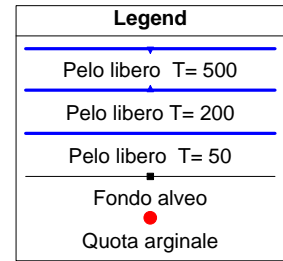 Legend
Pelo libero T= 500
Pelo libero T= 200
Pelo libero T= 50
Fondo alveo
Quota arginale